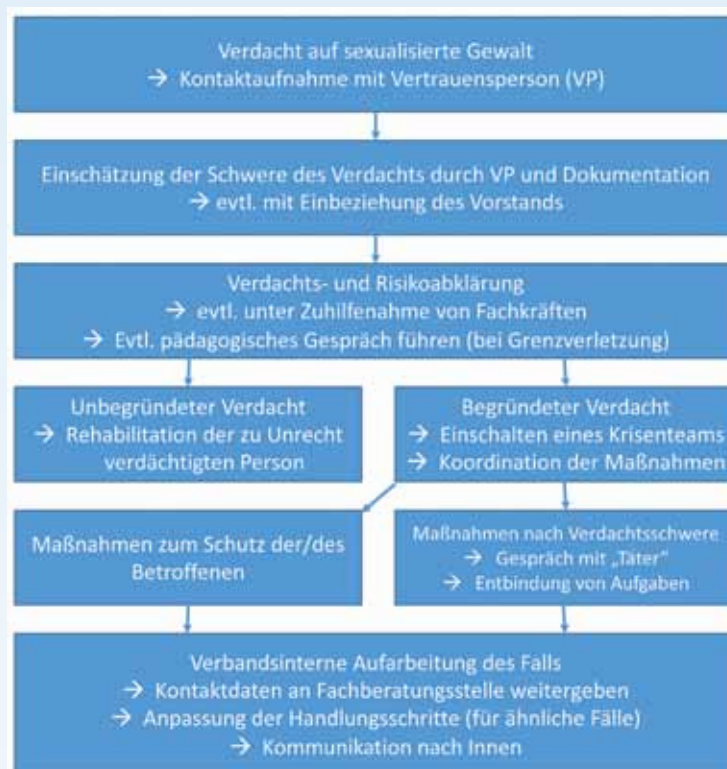 Verdacht auf sexualisierte Gewalt
→ Kontaktaufnahme mit Vertrauensperson (VP)
Einschätzung der Schwere des Verdachts durch VP und Dokumentation
→ evtl. mit Einbeziehung des Vorstands
Verdachts- und Risikoabklärung
→ evtl. unter Zuhilfenahme von Fachkräften
→ Evtl. pädagogisches Gespräch führen (bei Grenzverletzung)
Unbegründeter Verdacht
→ Rehabilitation der zu Unrecht
verdächtigten Person
Begründeter Verdacht
→ Einschalten eines Krisenteams
→ Koordination der Maßnahmen
Maßnahmen zum Schutz der/des
Betroffenen
Maßnahmen nach Verdachtsschwere
→ Gespräch mit „Täter“
→ Entbindung von Aufgaben
Verbandsinterne Aufarbeitung des Falls
→ Kontaktdaten an Fachberatungsstelle weitergeben
→ Anpassung der Handlungsschritte (für ähnliche Fälle)
→ Kommunikation nach Innen